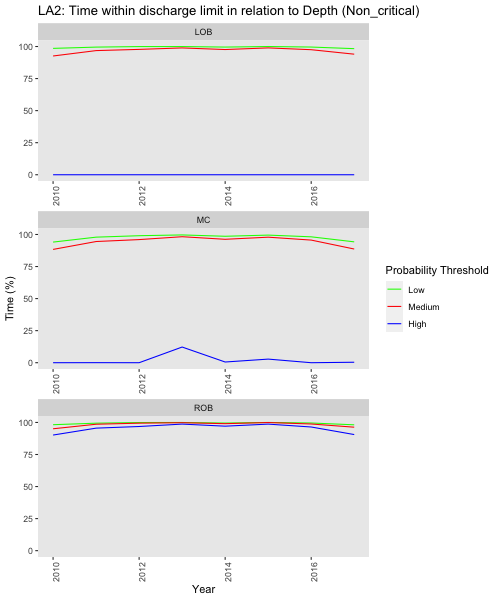 LA2: Time within discharge limit in relation to Depth (Non_critical)
LOB
100
75
50
25
0
2010
2012
2014
2016
MC
100
75
50
25
0
2010
2012
2014
2016
ROB
100
75
50
25
0
2010
2012
2014
2016
Time (%)
Year
Probability Threshold
Low
Medium
High